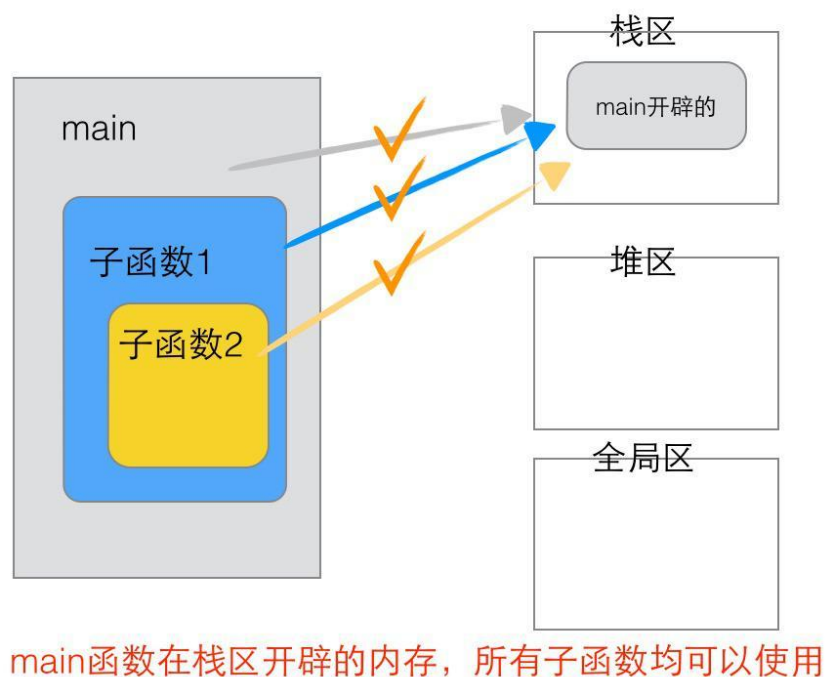 栈区
main开辟的
main
子函数1
子函数2
堆区
全局区
main函数在栈区开辟的内存，所有子函数均可以使用